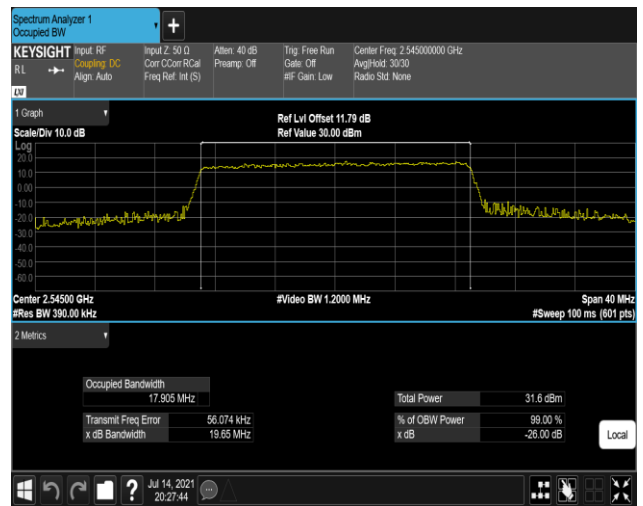 Spectrum Analyzer 1
Occupied BW
+
KEYSIGHT Input: RF Input Z: 50 Ω Atten: 40 dB Trig: Free Run Center Freq: 2.545000000 GHz
RL Coupling: DC Corr CCorr RCal Preamp: Off Gate: Off Avg|Hold: 30/30
Align: Auto Freq Ref: Int (S) #IF Gain: Low Radio Std: None
LXI
1 Graph
Ref Lvl Offset 11.79 dB
Scale/Div 10.0 dB Ref Value 30.00 dBm
Log
20.0
10.0
0.00
-10.0
-20.0
-30.0
-40.0
-50.0
-60.0
Center 2.54500 GHz #Video BW 1.2000 MHz Span 40 MHz
#Res BW 390.00 kHz #Sweep 100 ms (601 pts)
2 Metrics
Occupied Bandwidth
17.905 MHz Total Power 31.6 dBm
Transmit Freq Error 56.074 kHz % of OBW Power 99.00 %
x dB Bandwidth 19.65 MHz x dB -26.00 dB
Local
? Jul 14, 2021
20:27:44